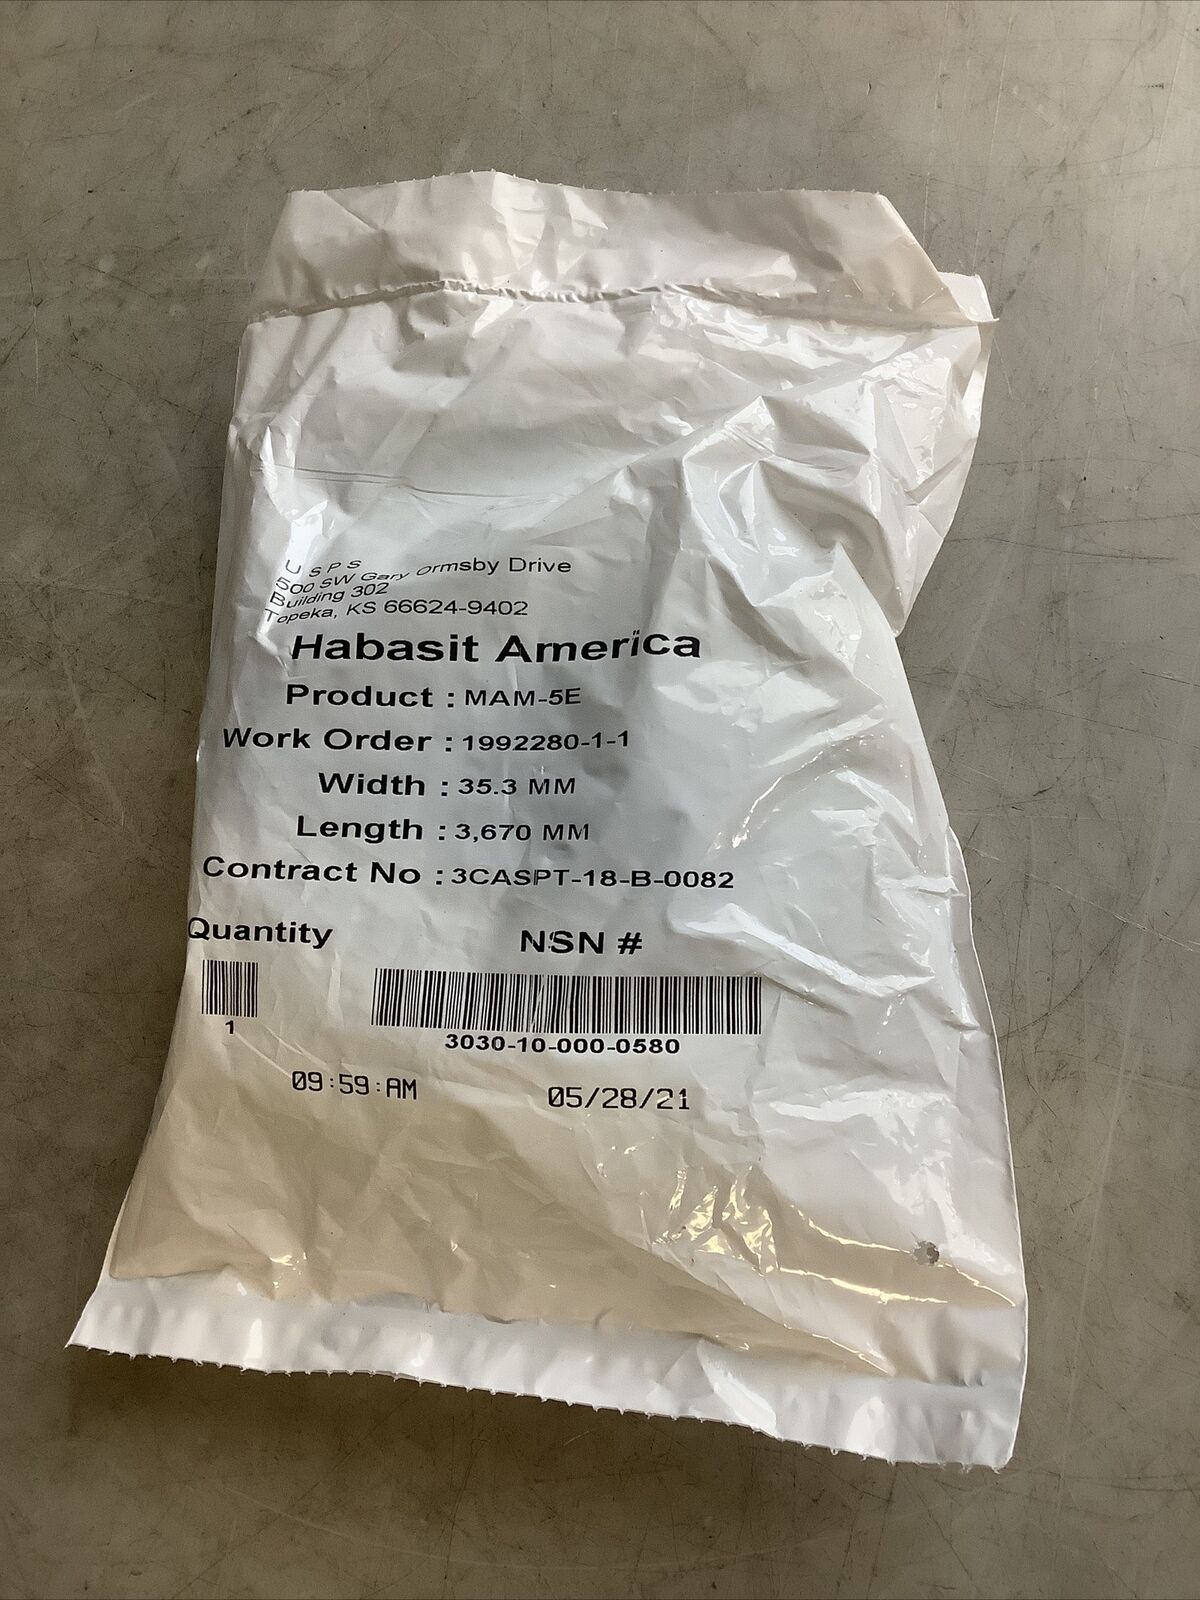 U S P S
500 SW Gary Ormsby Drive
Building 302
Topeka, KS 66624-9402
Habasit America
Product : MAM-5E
Work Order : 1992280-1-1
Width : 35.3 MM
Length : 3,670 MM
Contract No : 3CASPT-18-B-0082
Quantity NSN #
1 3030-10-000-0580
09:59:AM 05/28/21